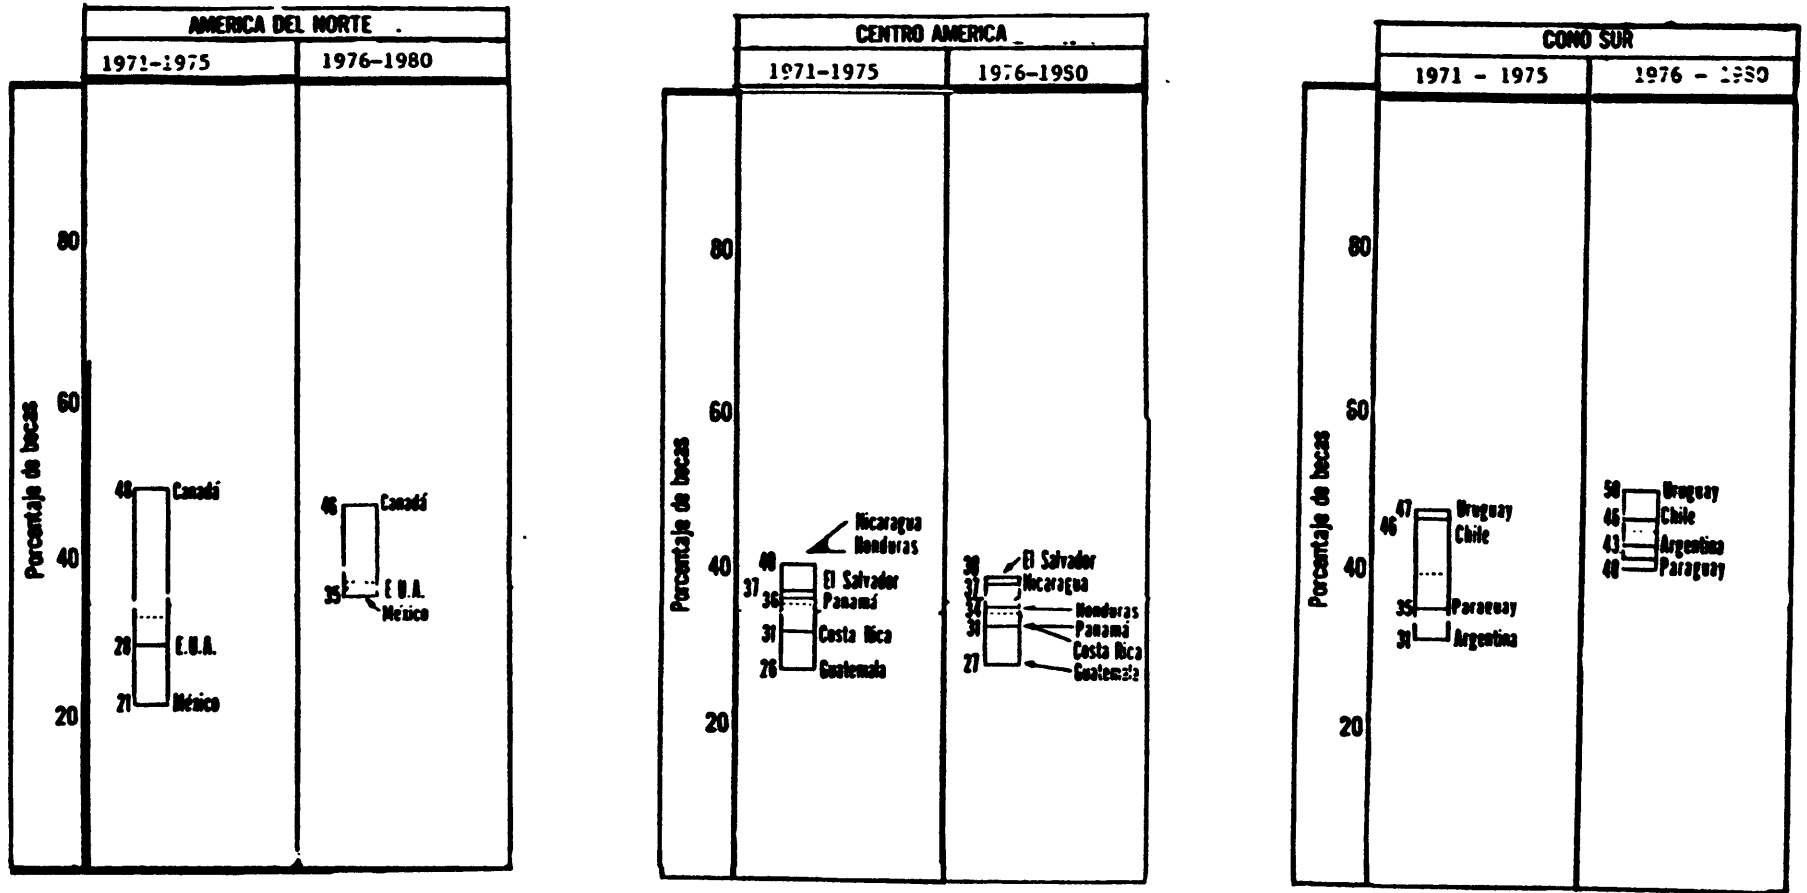 AMERICA DEL NORTE
1971-1975
1976-1980
Porcentaje de becas
80
60
40
20
48 Canadá
28 E.U.A.
21 México
46 Canadá
35 E U.A.
México
CENTRO AMERICA
1971-1975
1976-19S0
Porcentaje de becas
80
60
40
20
Nicaragua
Honduras
40
37 El Salvador
36 Panamá
31 Costa Rica
26 Guatemala
38 El Salvador
37 Nicaragua
34 Honduras
31 Panamá
Costa Rica
27 Guatemala
CONO SUR
1971 - 1975
1976 - 1980
Porcentaje de becas
80
60
40
20
47 Uruguay
46 Chile
35 Paraguay
31 Argentina
50 Uruguay
46 Chile
43 Argentina
40 Paraguay